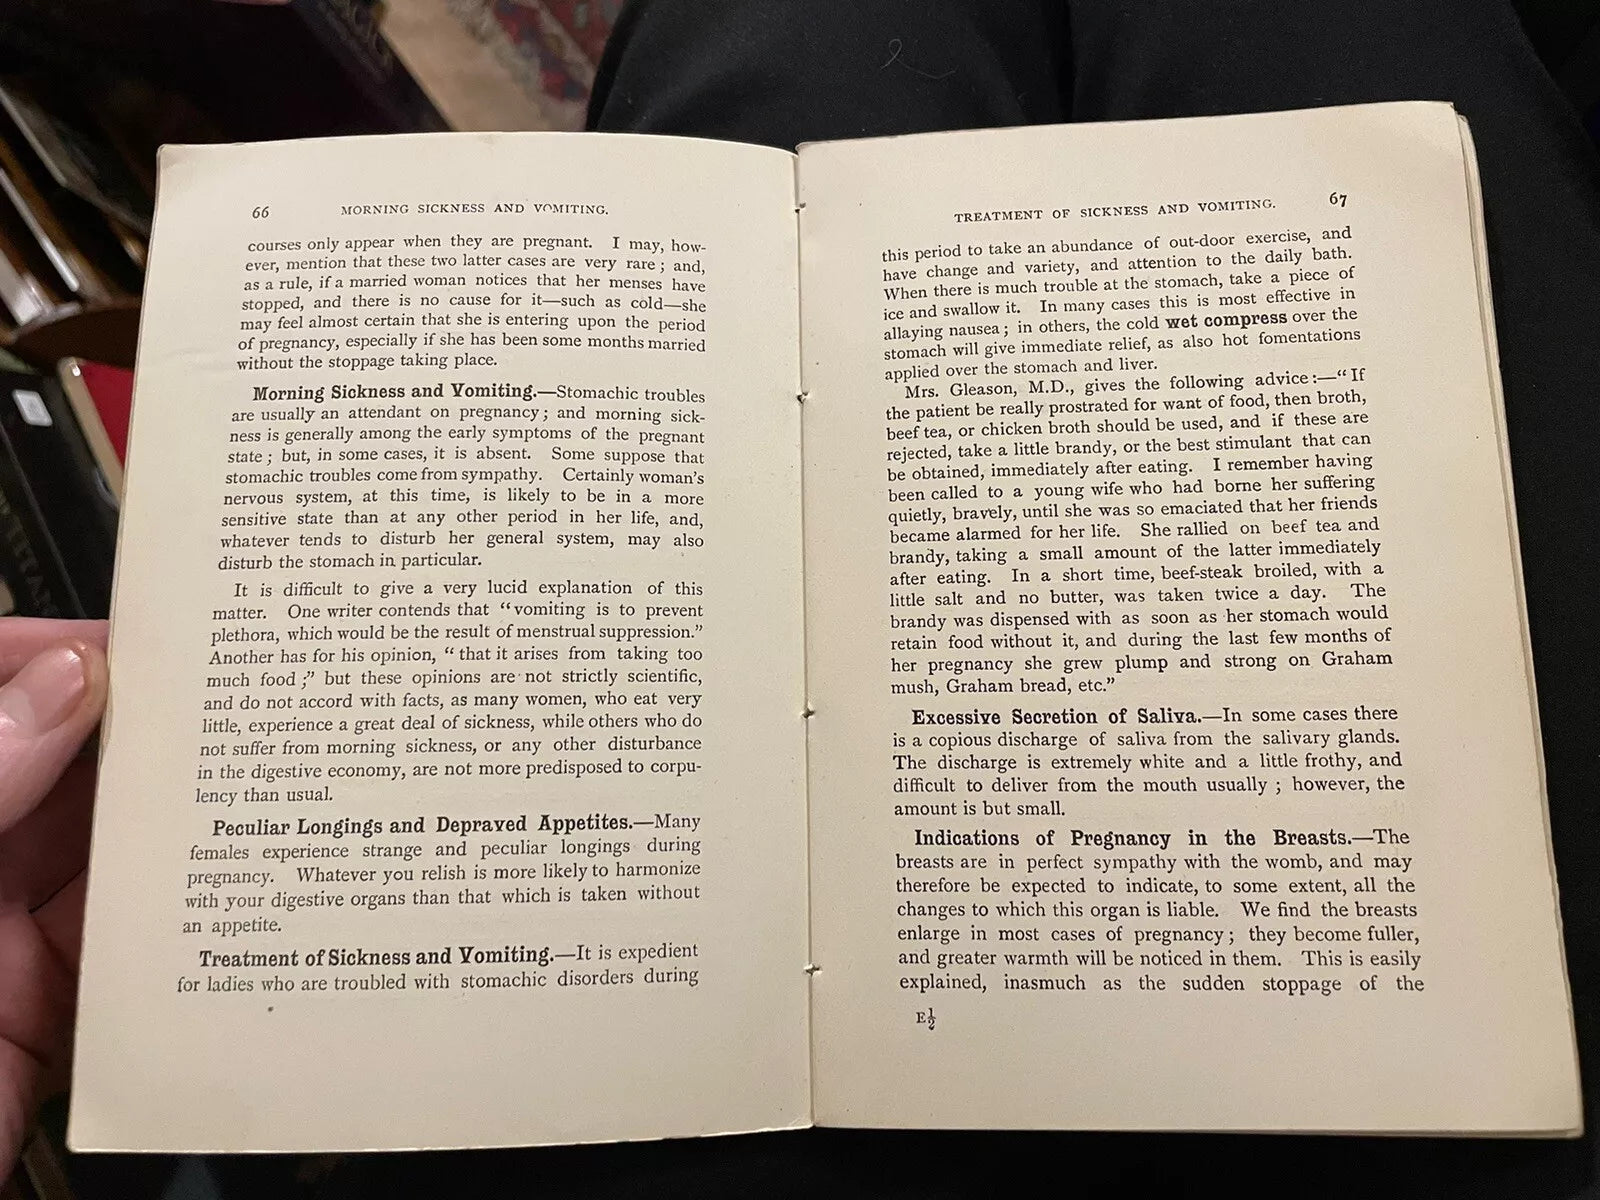 66 MORNING SICKNESS AND VOMITING.
courses only appear when they are pregnant. I may, how-
ever, mention that these two latter cases are very rare; and,
as a rule, if a married woman notices that her menses have
stopped, and there is no cause for it—such as cold—she
may feel almost certain that she is entering upon the period
of pregnancy, especially if she has been some months married
without the stoppage taking place.
Morning Sickness and Vomiting.—Stomachic troubles
are usually an attendant on pregnancy; and morning sick-
ness is generally among the early symptoms of the pregnant
state; but, in some cases, it is absent. Some suppose that
stomachic troubles come from sympathy. Certainly woman's
nervous system, at this time, is likely to be in a more
sensitive state than at any other period in her life, and,
whatever tends to disturb her general system, may also
disturb the stomach in particular.
It is difficult to give a very lucid explanation of this
matter. One writer contends that "vomiting is to prevent
plethora, which would be the result of menstrual suppression."
Another has for his opinion, "that it arises from taking too
much food;" but these opinions are not strictly scientific,
and do not accord with facts, as many women, who eat very
little, experience a great deal of sickness, while others who do
not suffer from morning sickness, or any other disturbance
in the digestive economy, are not more predisposed to corpu-
lency than usual.
Peculiar Longings and Depraved Appetites.—Many
females experience strange and peculiar longings during
pregnancy. Whatever you relish is more likely to harmonize
with your digestive organs than that which is taken without
an appetite.
Treatment of Sickness and Vomiting.—It is expedient
for ladies who are troubled with stomachic disorders during
TREATMENT OF SICKNESS AND VOMITING. 67
this period to take an abundance of out-door exercise, and
have change and variety, and attention to the daily bath.
When there is much trouble at the stomach, take a piece of
ice and swallow it. In many cases this is most effective in
allaying nausea; in others, the cold wet compress over the
stomach will give immediate relief, as also hot fomentations
applied over the stomach and liver.
Mrs. Gleason, M.D., gives the following advice:—"If
the patient be really prostrated for want of food, then broth,
beef tea, or chicken broth should be used, and if these are
rejected, take a little brandy, or the best stimulant that can
be obtained, immediately after eating. I remember having
been called to a young wife who had borne her suffering
quietly, bravely, until she was so emaciated that her friends
became alarmed for her life. She rallied on beef tea and
brandy, taking a small amount of the latter immediately
after eating. In a short time, beef-steak broiled, with a
little salt and no butter, was taken twice a day. The
brandy was dispensed with as soon as her stomach would
retain food without it, and during the last few months of
her pregnancy she grew plump and strong on Graham
mush, Graham bread, etc."
Excessive Secretion of Saliva.—In some cases there
is a copious discharge of saliva from the salivary glands.
The discharge is extremely white and a little frothy, and
difficult to deliver from the mouth usually; however, the
amount is but small.
Indications of Pregnancy in the Breasts.—The
breasts are in perfect sympathy with the womb, and may
therefore be expected to indicate, to some extent, all the
changes to which this organ is liable. We find the breasts
enlarge in most cases of pregnancy; they become fuller,
and greater warmth will be noticed in them. This is easily
explained, inasmuch as the sudden stoppage of the
E½